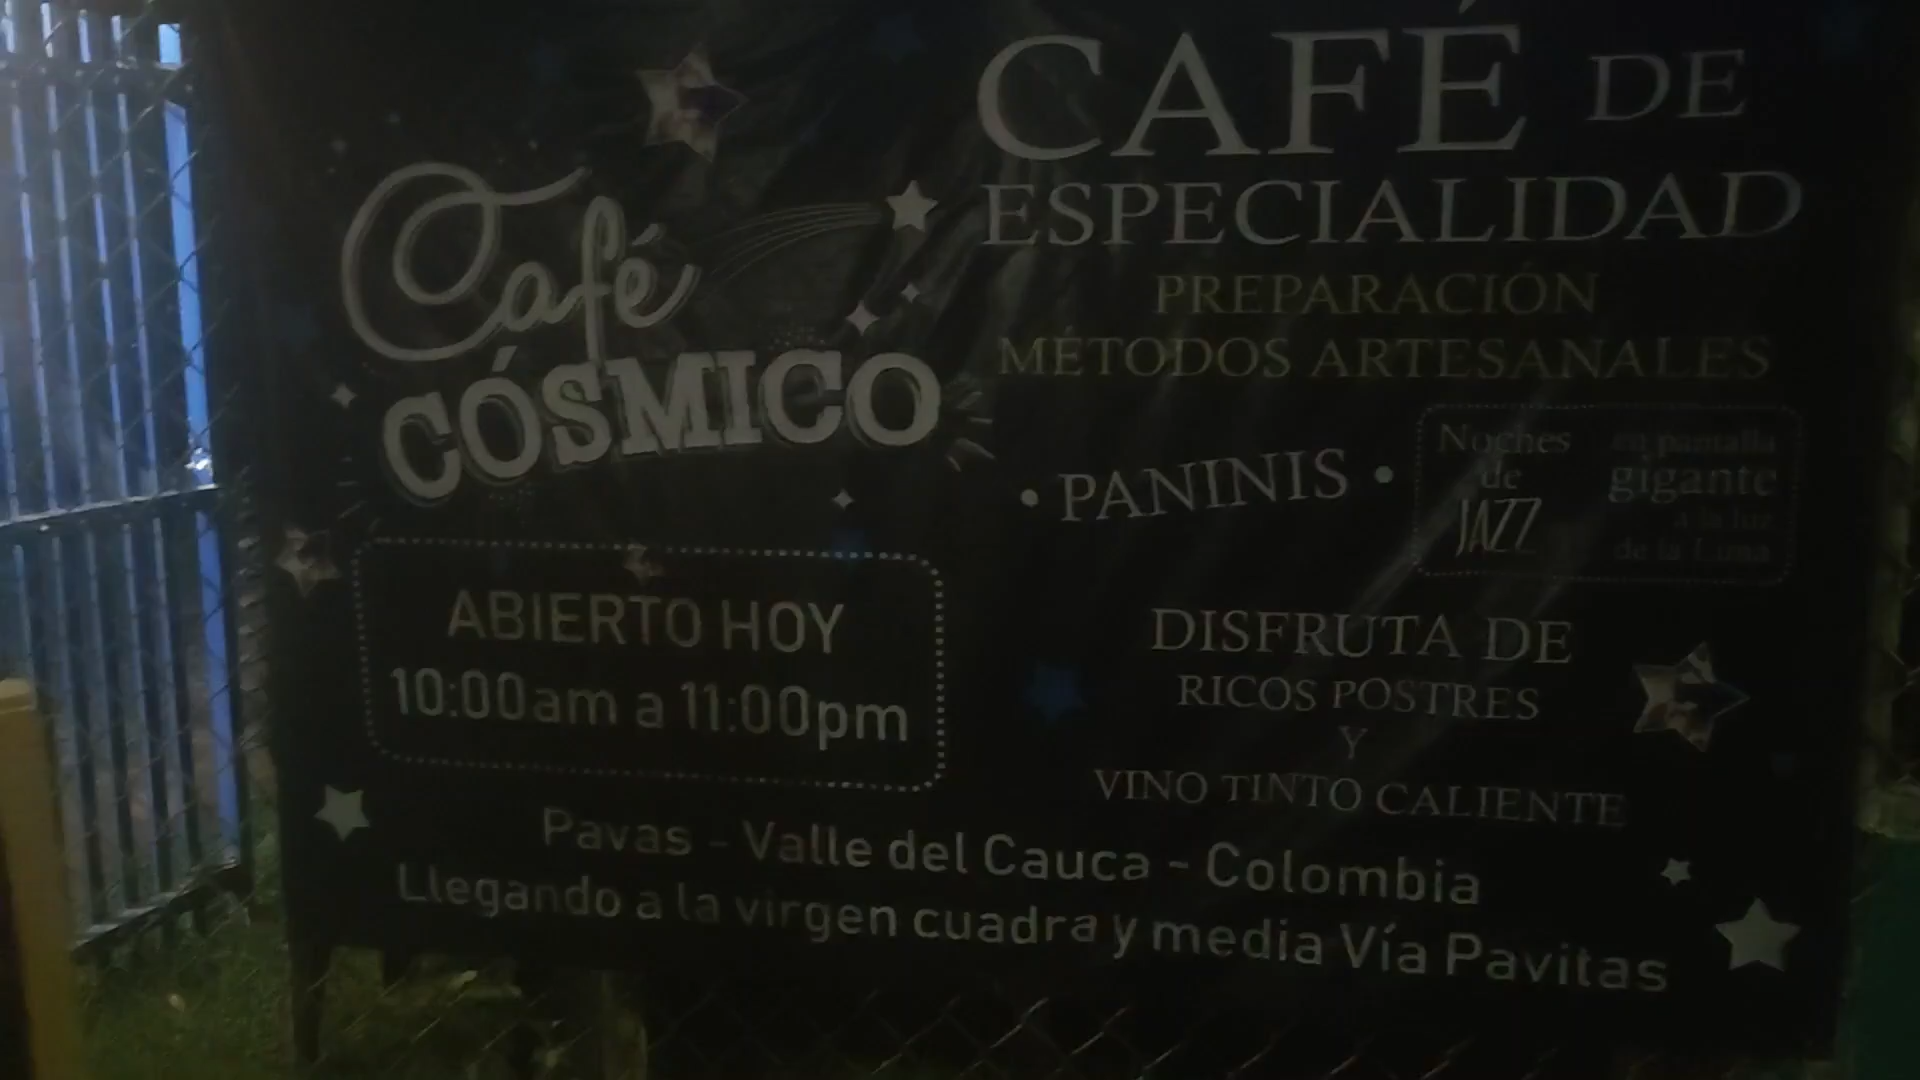 Café
CÓSMICO
ABIERTO HOY
10:00am a 11:00pm
CAFÉ DE
ESPECIALIDAD
PREPARACIÓN
MÉTODOS ARTESANALES
• PANINIS •
Noches
de
JAZZ
en pantalla
gigante
a la luz
de la Luna
DISFRUTA DE
RICOS POSTRES
Y
VINO TINTO CALIENTE
Pavas - Valle del Cauca - Colombia
Llegando a la virgen cuadra y media Vía Pavitas